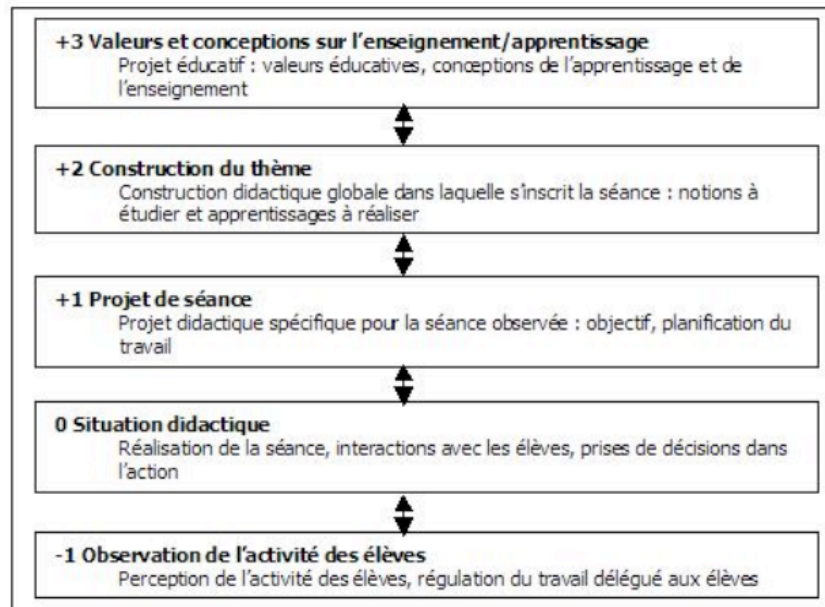 +3 Valeurs et conceptions sur l'enseignement/apprentissage
Projet éducatif : valeurs éducatives, conceptions de l'apprentissage et de
l'enseignement
+2 Construction du thème
Construction didactique globale dans laquelle s'inscrit la séance : notions à
étudier et apprentissages à réaliser
+1 Projet de séance
Projet didactique spécifique pour la séance observée : objectif, planification du
travail
0 Situation didactique
Réalisation de la séance, interactions avec les élèves, prises de décisions dans
l'action
-1 Observation de l'activité des élèves
Perception de l'activité des élèves, régulation du travail délégué aux élèves